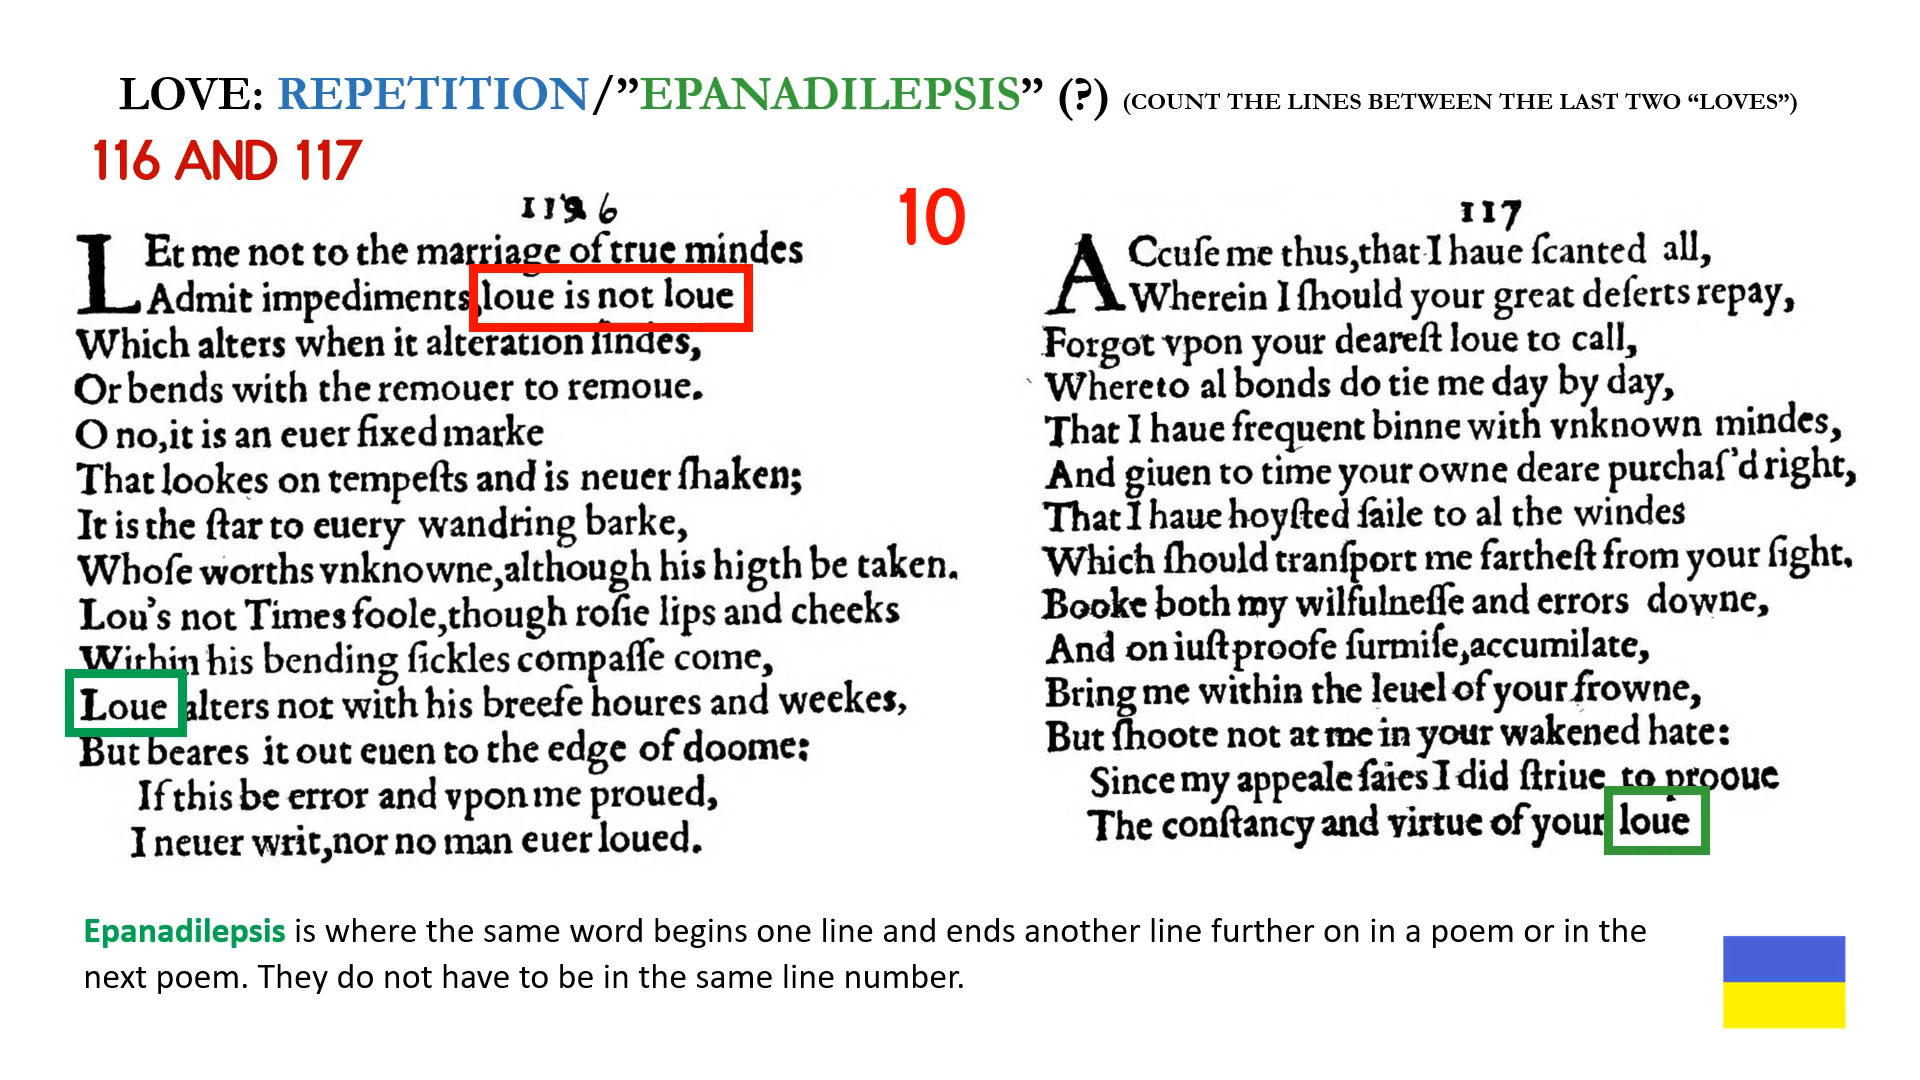 LOVE: REPETITION/”EPANADILEPSIS” (?) (COUNT THE LINES BETWEEN THE LAST TWO “LOVES”)
116 AND 117
10
1196
LEt me not to the marriage of true mindes
Admit impediments,loue is not loue
Which alters when it alteration findes,
Or bends with the remouer to remoue.
O no,it is an euer fixed marke
That lookes on tempeſts and is neuer ſhaken;
It is the ſtar to euery wandring barke,
Whoſe worths vnknowne,although his higth be taken.
Lou's not Times foole,though roſie lips and cheeks
Within his bending ſickles compaſſe come,
Loue alters not with his breefe houres and weekes,
But beares it out euen to the edge of doome:
If this be error and vpon me proued,
I neuer writ,nor no man euer loued.
117
ACcuſe me thus,that I haue ſcanted all,
Wherein I ſhould your great deſerts repay,
Forgot vpon your deareſt loue to call,
Whereto al bonds do tie me day by day,
That I haue frequent binne with vnknown mindes,
And giuen to time your owne deare purchaſ'd right,
That I haue hoyſted ſaile to al the windes
Which ſhould tranſport me fartheſt from your ſight.
Booke both my wilfulneſſe and errors downe,
And on iuſt proofe ſurmiſe,accumilate,
Bring me within the leuel of your frowne,
But ſhoote not at me in your wakened hate:
Since my appeale ſaies I did ſtriue to prooue
The conſtancy and virtue of your loue
Epanadilepsis is where the same word begins one line and ends another line further on in a poem or in the
next poem. They do not have to be in the same line number.